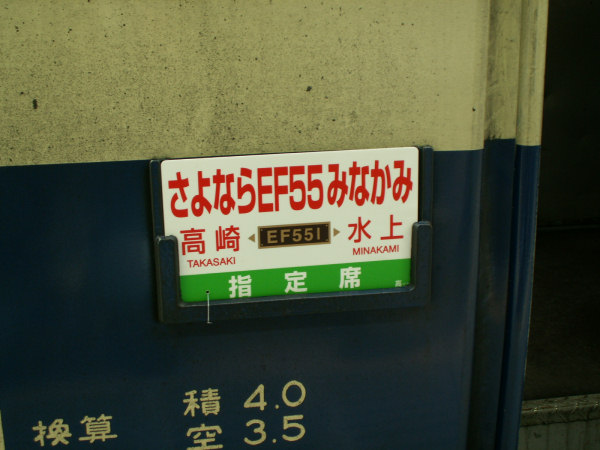 さよならEF55みなかみ
高崎 EF551 水上
TAKASAKI MINAKAMI
指定席 高
換算 積 4.0
空 3.5